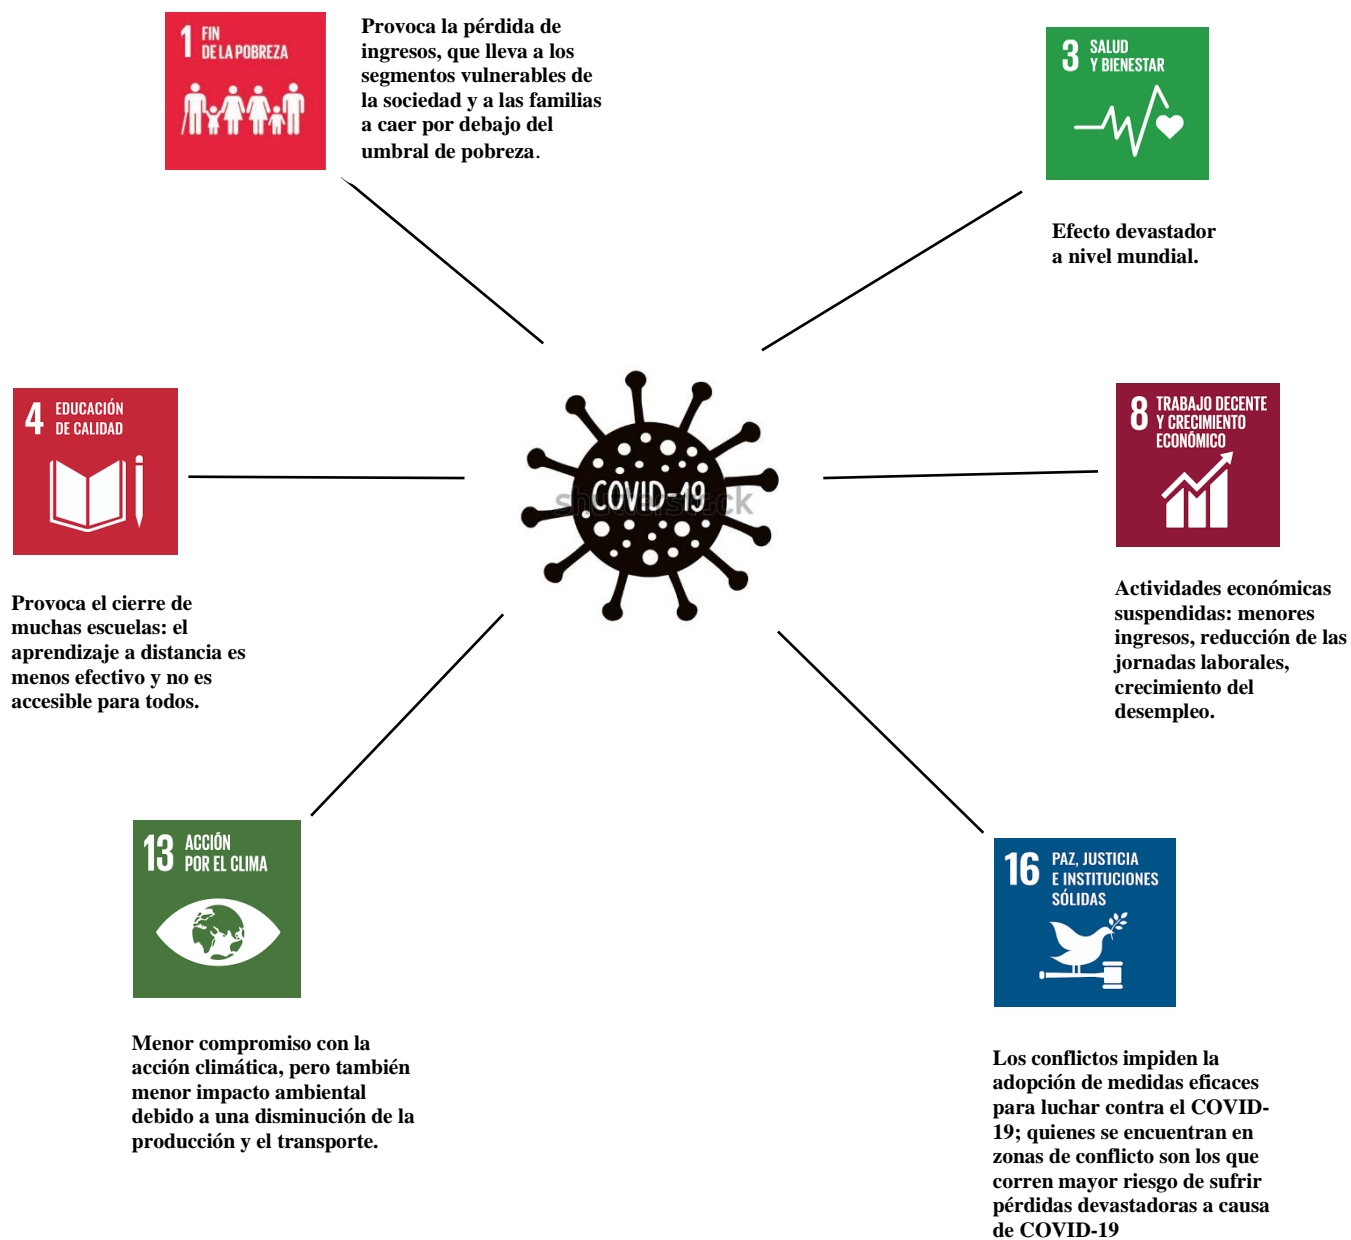 1 FIN
DE LA POBREZA
Provoca la pérdida de
ingresos, que lleva a los
segmentos vulnerables de
la sociedad y a las familias
a caer por debajo del
umbral de pobreza.
3 SALUD
Y BIENESTAR
Efecto devastador
a nivel mundial.
4 EDUCACIÓN
DE CALIDAD
Provoca el cierre de
muchas escuelas: el
aprendizaje a distancia es
menos efectivo y no es
accesible para todos.
shutterstock
COVID-19
8 TRABAJO DECENTE
Y CRECIMIENTO
ECONÓMICO
Actividades económicas
suspendidas: menores
ingresos, reducción de las
jornadas laborales,
crecimiento del
desempleo.
13 ACCIÓN
POR EL CLIMA
Menor compromiso con la
acción climática, pero también
menor impacto ambiental
debido a una disminución de la
producción y el transporte.
16 PAZ, JUSTICIA
E INSTITUCIONES
SÓLIDAS
Los conflictos impiden la
adopción de medidas eficaces
para luchar contra el COVID-
19; quienes se encuentran en
zonas de conflicto son los que
corren mayor riesgo de sufrir
pérdidas devastadoras a causa
de COVID-19